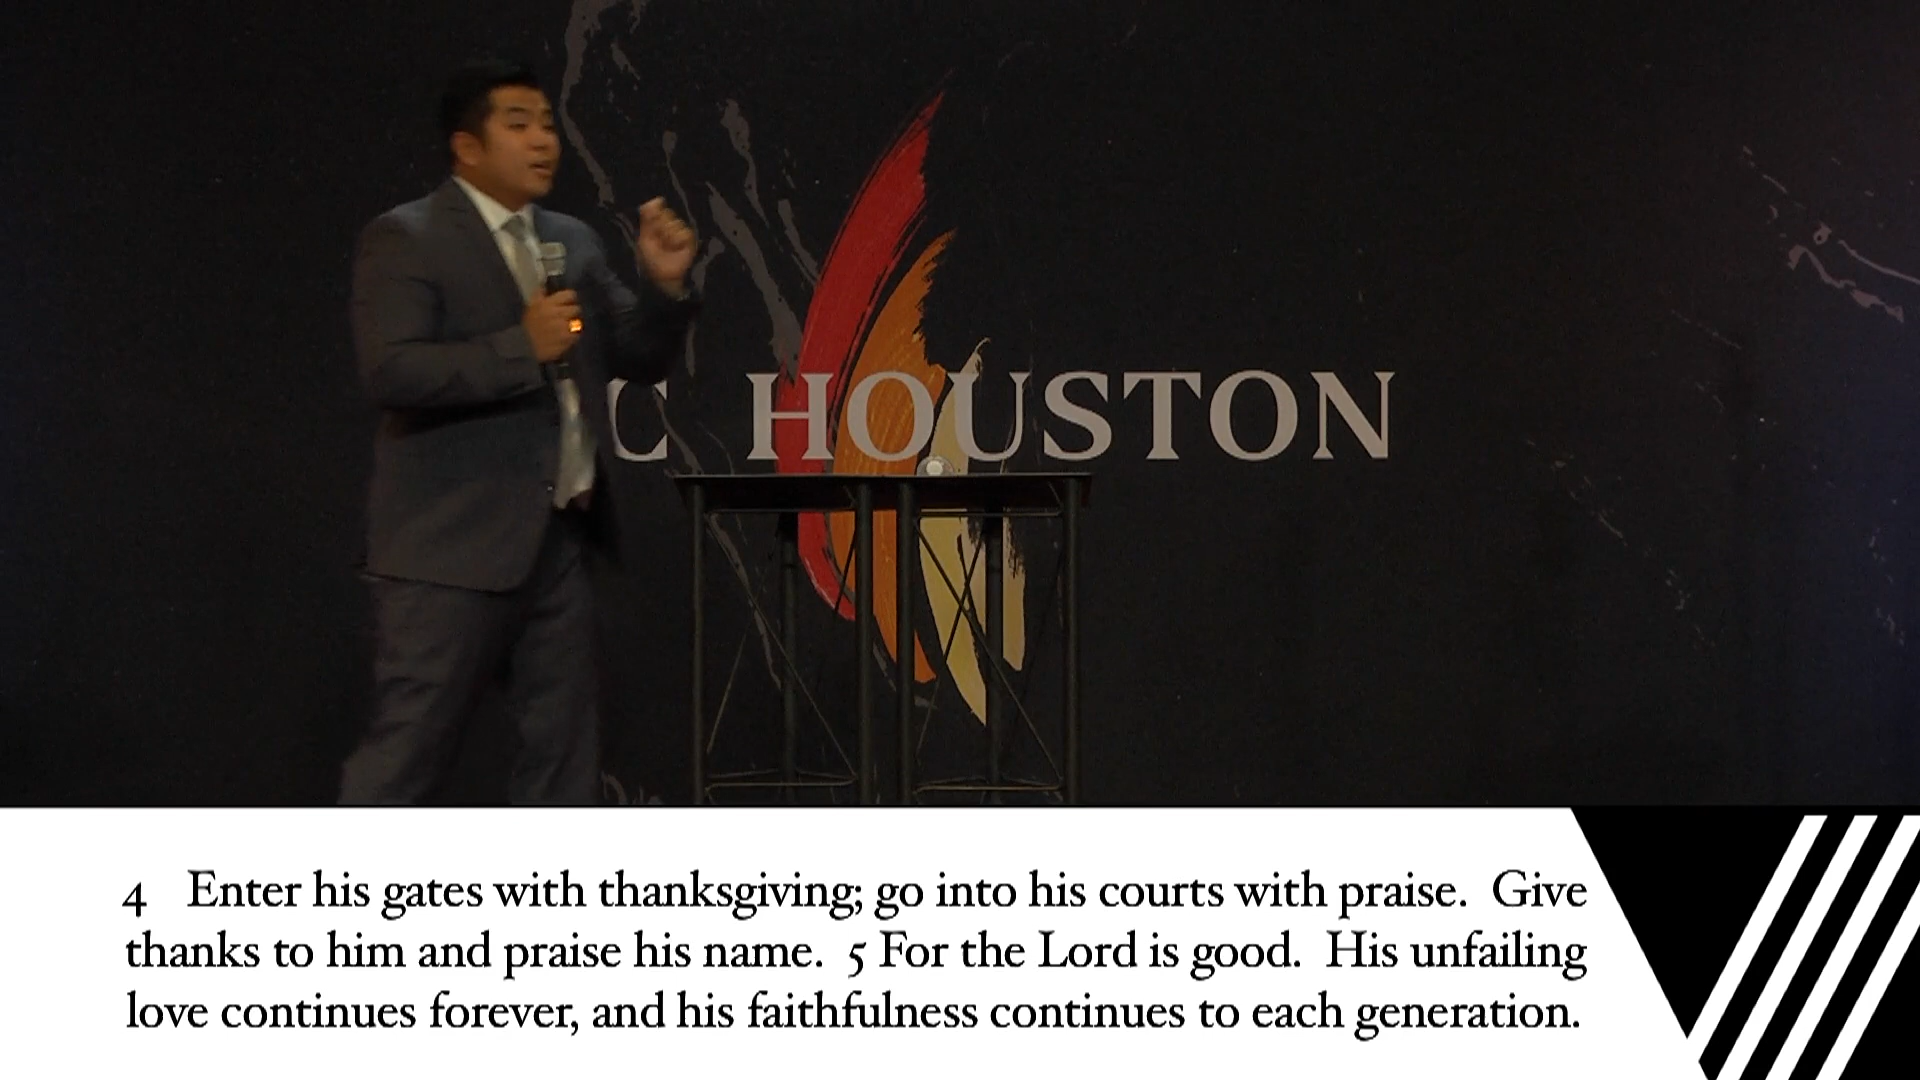 C HOUSTON
4 Enter his gates with thanksgiving; go into his courts with praise. Give
thanks to him and praise his name. 5 For the Lord is good. His unfailing
love continues forever, and his faithfulness continues to each generation.